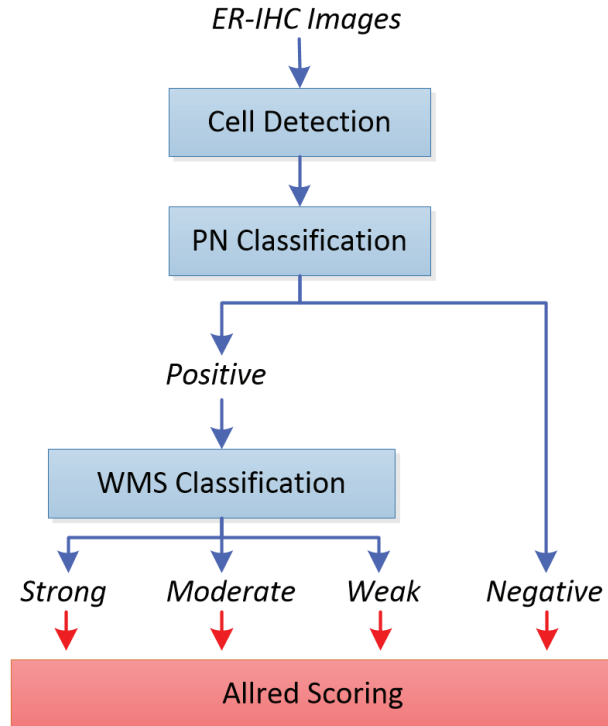 ER-IHC Images
Cell Detection
PN Classification
Positive
WMS Classification
Strong
Moderate
Weak
Negative
Allred Scoring